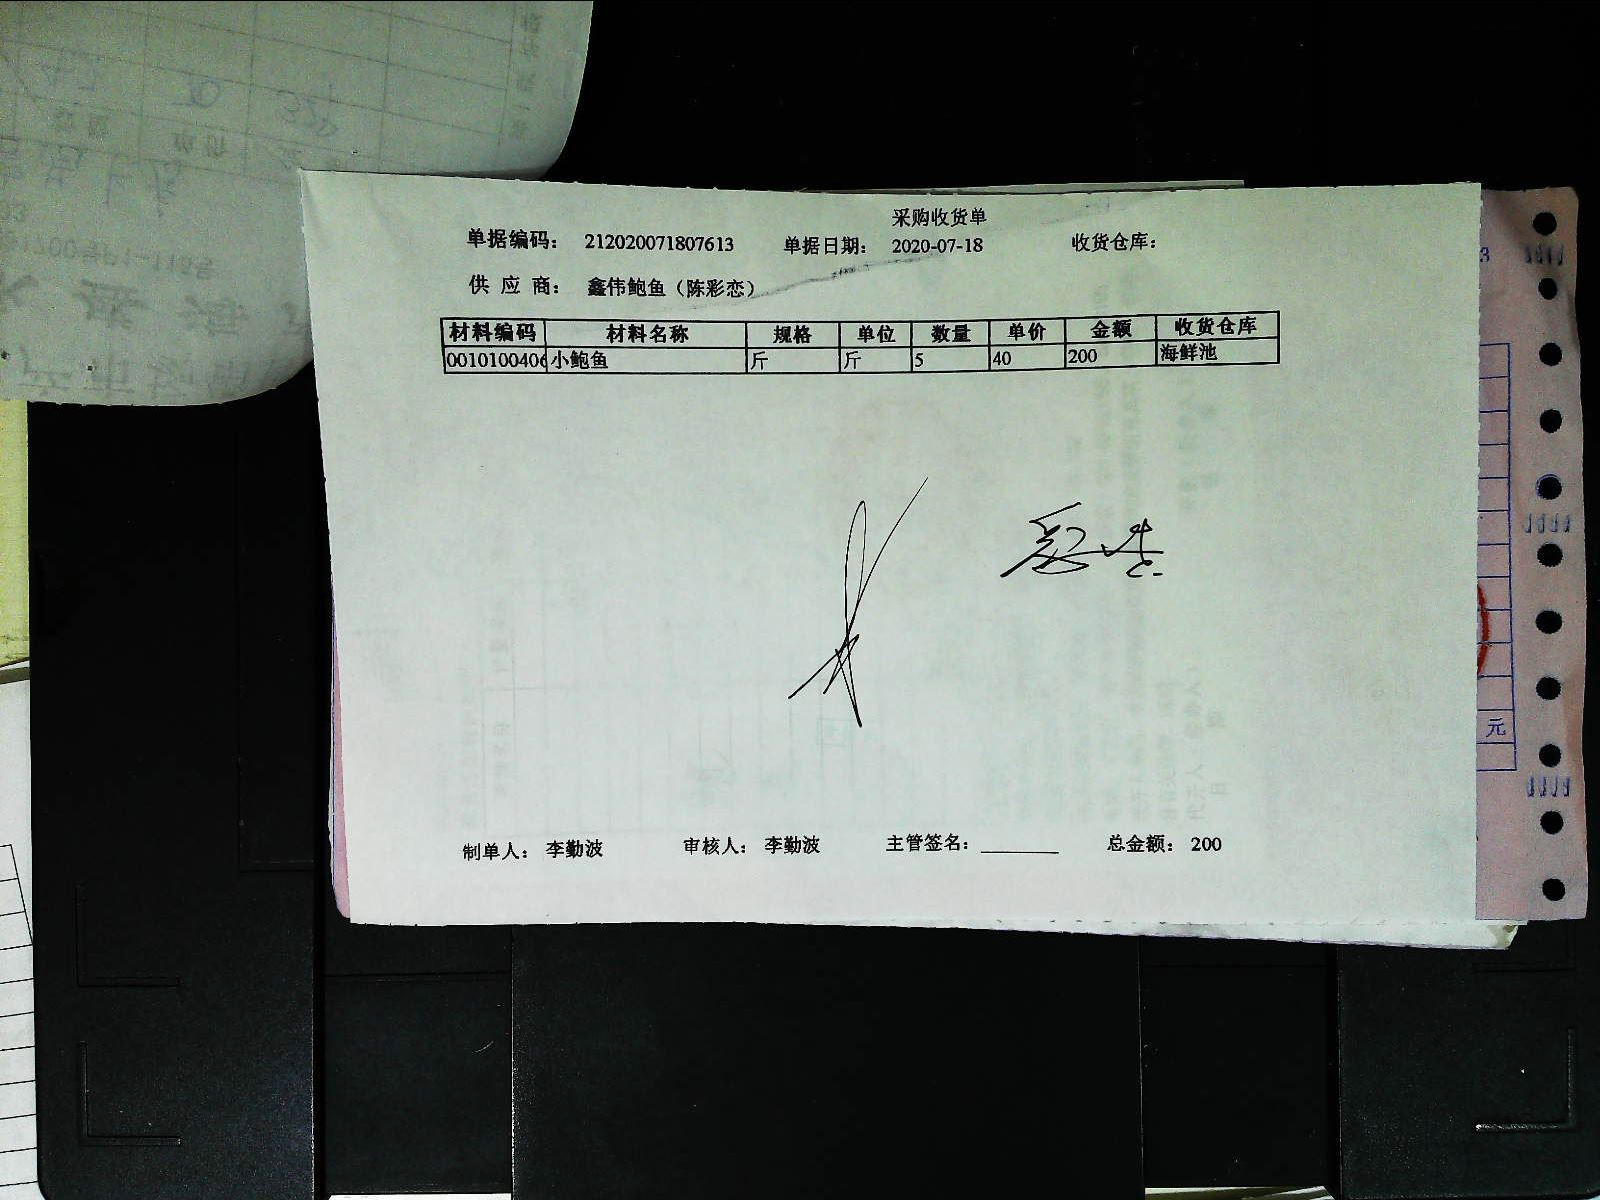 采购收货单
单据编码： 212020071807613 单据日期： 2020-07-18 收货仓库：
供 应 商： 鑫伟鲍鱼（陈彩恋）
材料编码 材料名称 规格 单位 数量 单价 金额 收货仓库
0010100406 小鲍鱼 斤 斤 5 40 200 海鲜池
制单人： 李勤波 审核人： 李勤波 主管签名：________ 总金额： 200
元